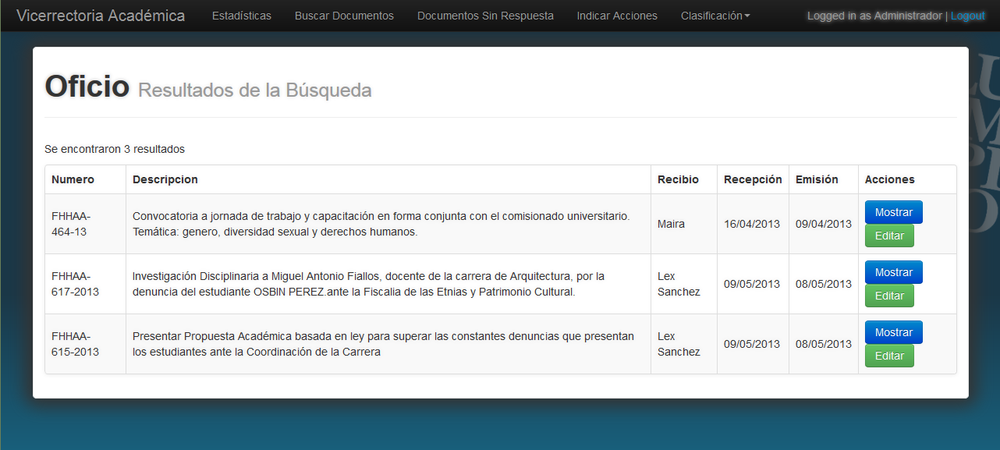 Vicerrectoria Académica Estadísticas Buscar Documentos Documentos Sin Respuesta Indicar Acciones Clasificación Logged in as Administrador | Logout
Oficio Resultados de la Búsqueda
Se encontraron 3 resultados
Numero Descripcion Recibio Recepción Emisión Acciones
FHHAA-
464-13
Convocatoria a jornada de trabajo y capacitación en forma conjunta con el comisionado universitario.
Temática: genero, diversidad sexual y derechos humanos.
Maira
16/04/2013
09/04/2013
Mostrar
Editar
FHHAA-
617-2013
Investigación Disciplinaria a Miguel Antonio Fiallos, docente de la carrera de Arquitectura, por la
denuncia del estudiante OSBIN PEREZ.ante la Fiscalia de las Etnias y Patrimonio Cultural.
Lex
Sanchez
09/05/2013
08/05/2013
Mostrar
Editar
FHHAA-
615-2013
Presentar Propuesta Académica basada en ley para superar las constantes denuncias que presentan
los estudiantes ante la Coordinación de la Carrera
Lex
Sanchez
09/05/2013
08/05/2013
Mostrar
Editar